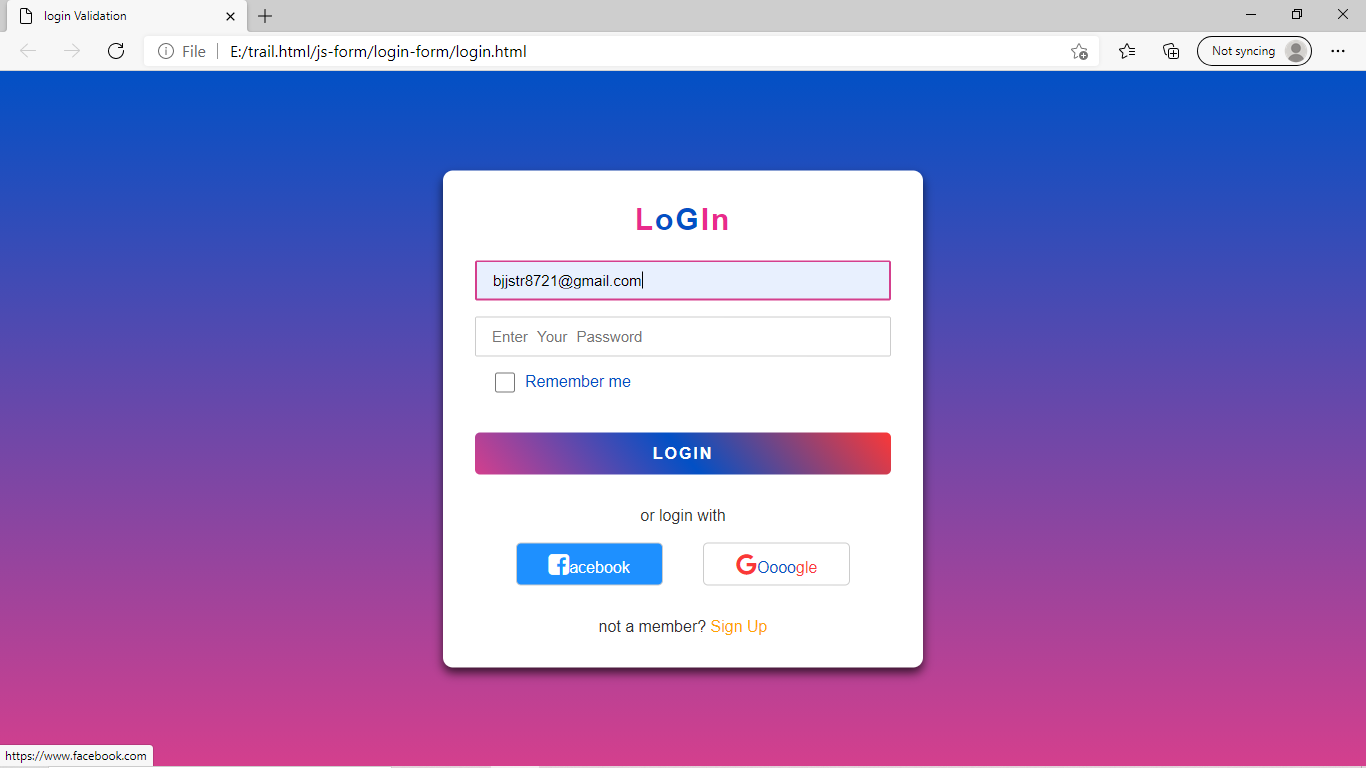 login Validation
File
E:/trail.html/js-form/login-form/login.html
Not syncing
LoGIn
bjjstr8721@gmail.com
Enter Your Password
Remember me
LOGIN
or login with
facebook
GOooogle
not a member? Sign Up
https://www.facebook.com